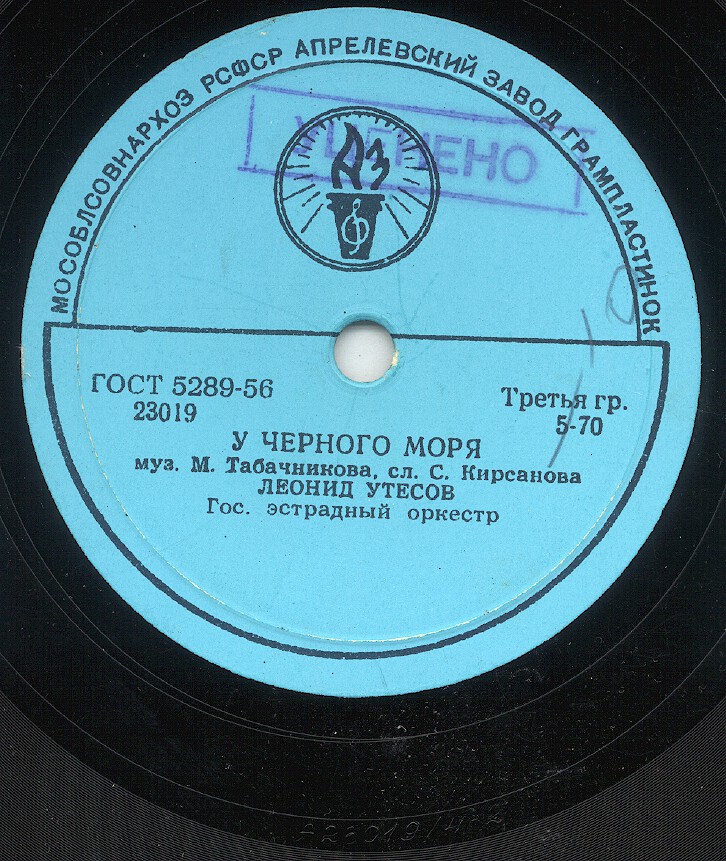 МОСОБЛСОВНАРХОЗ РСФСР АПРЕЛЕВСКИЙ ЗАВОД ГРАМПЛАСТИНОК
УЦЕНЕНО
АЗ
ГОСТ 5289-56
23019
Третья гр.
5-70
У ЧЕРНОГО МОРЯ
муз. М. Табачникова, сл. С. Кирсанова
ЛЕОНИД УТЕСОВ
Гос. эстрадный оркестр